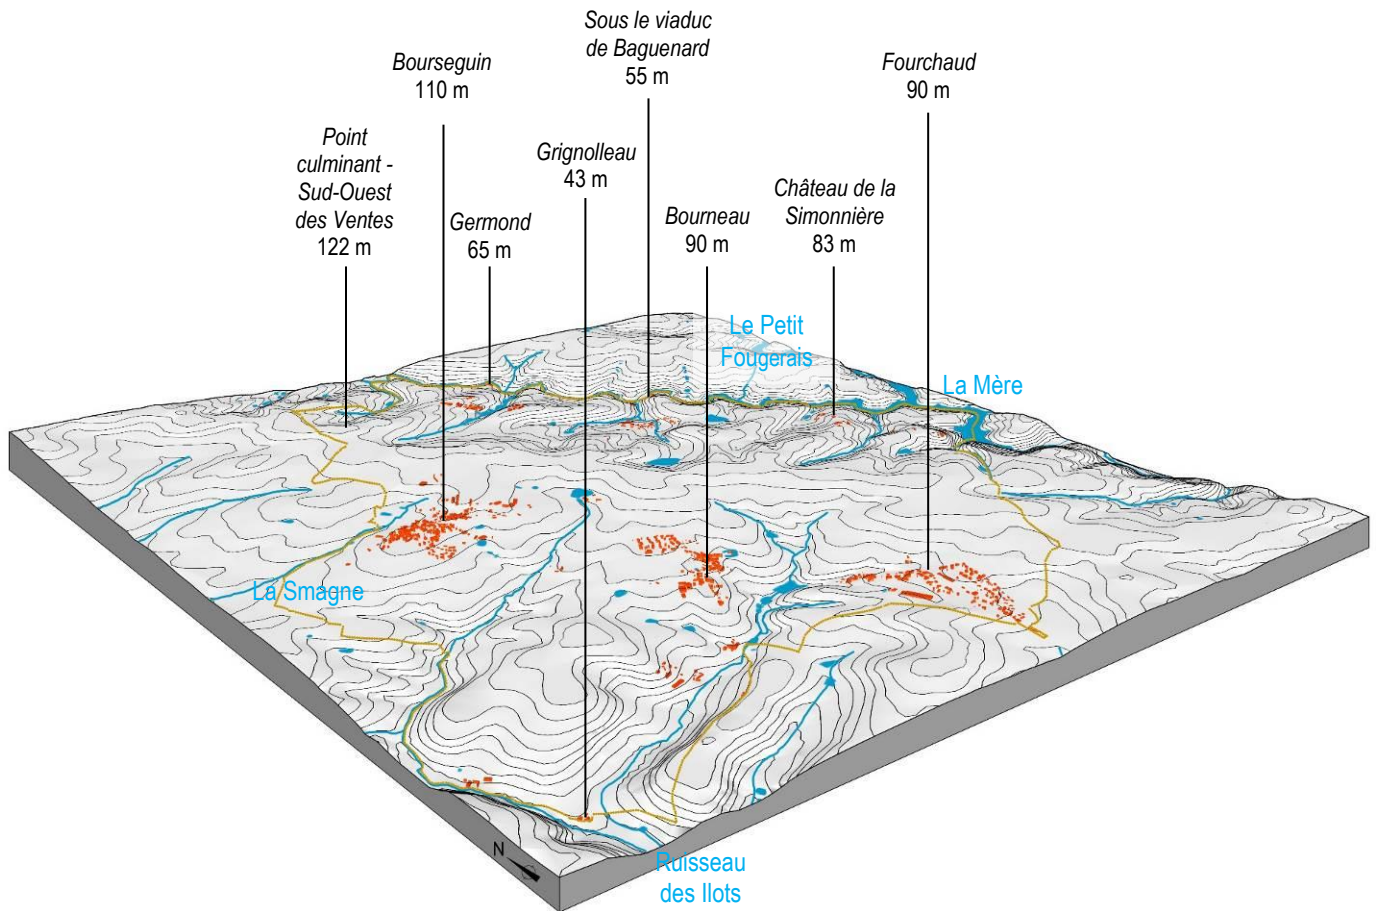 Sous le viaduc
de Baguenard
55 m
Bourseguin
110 m
Fourchaud
90 m
Point
culminant -
Sud-Ouest
des Ventes
122 m
Grignolleau
43 m
Château de la
Simonnière
83 m
Germond
65 m
Bourneau
90 m
Le Petit
Fougerais
La Mère
La Smagne
N
Ruisseau
des Ilots